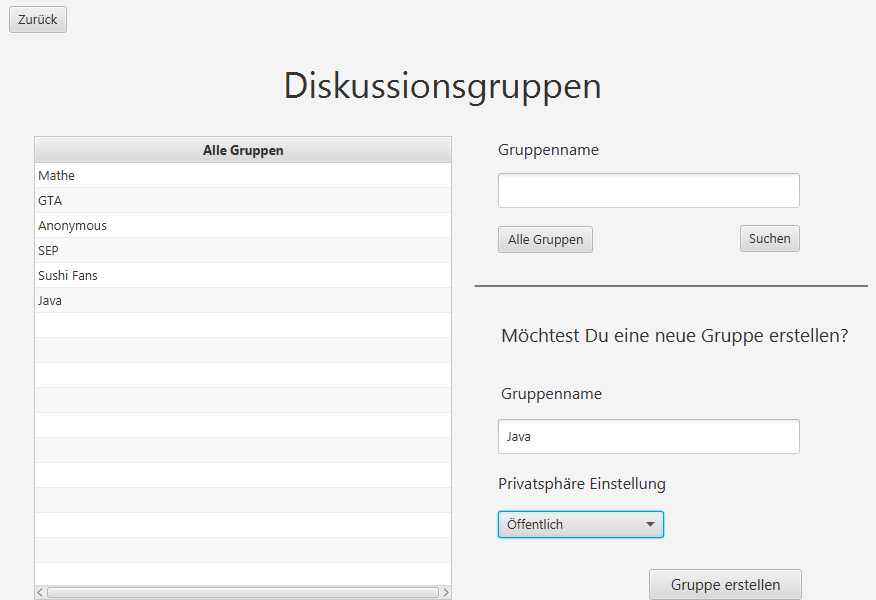 Zurück
Diskussionsgruppen
Alle Gruppen
Mathe
GTA
Anonymous
SEP
Sushi Fans
Java
Gruppenname
Alle Gruppen
Suchen
Möchtest Du eine neue Gruppe erstellen?
Gruppenname
Java
Privatsphäre Einstellung
Öffentlich
Gruppe erstellen